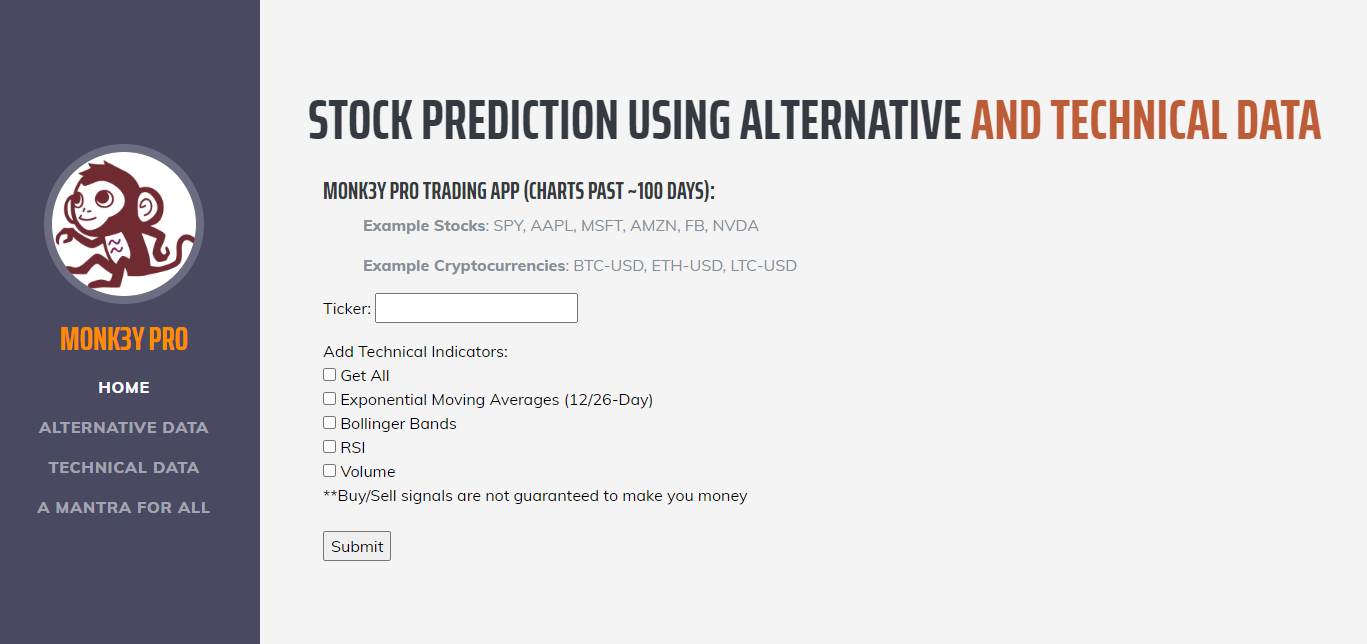 STOCK PREDICTION USING ALTERNATIVE AND TECHNICAL DATA
MONK3Y PRO TRADING APP (CHARTS PAST ~100 DAYS):
Example Stocks: SPY, AAPL, MSFT, AMZN, FB, NVDA
Example Cryptocurrencies: BTC-USD, ETH-USD, LTC-USD
Ticker:
Add Technical Indicators:
Get All
Exponential Moving Averages (12/26-Day)
Bollinger Bands
RSI
Volume
**Buy/Sell signals are not guaranteed to make you money
Submit
MONK3Y PRO
HOME
ALTERNATIVE DATA
TECHNICAL DATA
A MANTRA FOR ALL